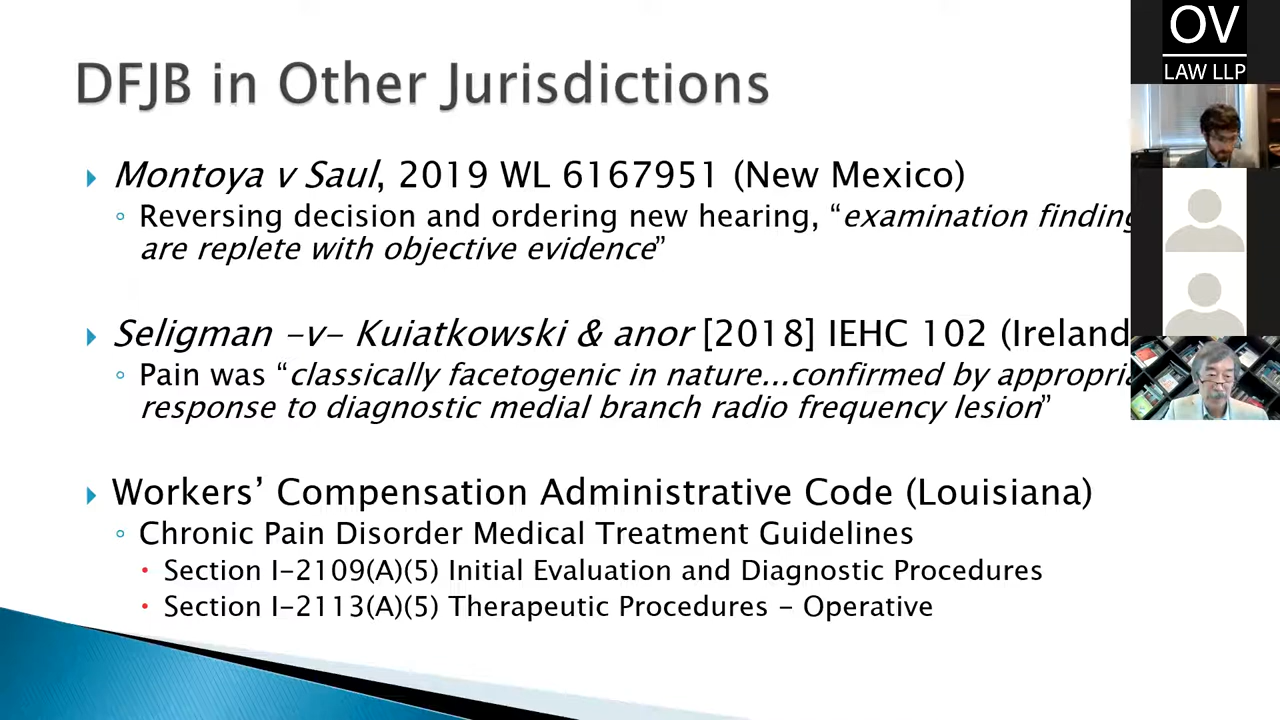 DFJB in Other Jurisdictions
Montoya v Saul, 2019 WL 6167951 (New Mexico)
Reversing decision and ordering new hearing, “examination finding
are replete with objective evidence”
Seligman -v- Kuiatkowski & anor [2018] IEHC 102 (Ireland
Pain was “classically facetogenic in nature...confirmed by appropria
response to diagnostic medial branch radio frequency lesion”
Workers’ Compensation Administrative Code (Louisiana)
Chronic Pain Disorder Medical Treatment Guidelines
Section I-2109(A)(5) Initial Evaluation and Diagnostic Procedures
Section I-2113(A)(5) Therapeutic Procedures - Operative
OV
LAW LLP